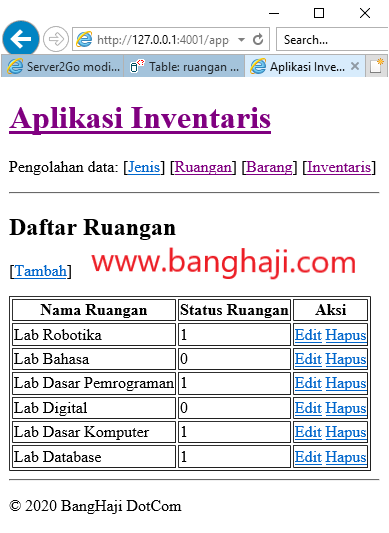 http://127.0.0.1:4001/app
Search...
Server2Go modi...
Table: ruangan ...
Aplikasi Inve...
Aplikasi Inventaris
Pengolahan data: [Jenis] [Ruangan] [Barang] [Inventaris]
Daftar Ruangan
[Tambah]
www.banghaji.com
Nama Ruangan Status Ruangan Aksi
Lab Robotika 1 Edit Hapus
Lab Bahasa 0 Edit Hapus
Lab Dasar Pemrograman 1 Edit Hapus
Lab Digital 0 Edit Hapus
Lab Dasar Komputer 1 Edit Hapus
Lab Database 1 Edit Hapus
© 2020 BangHaji DotCom